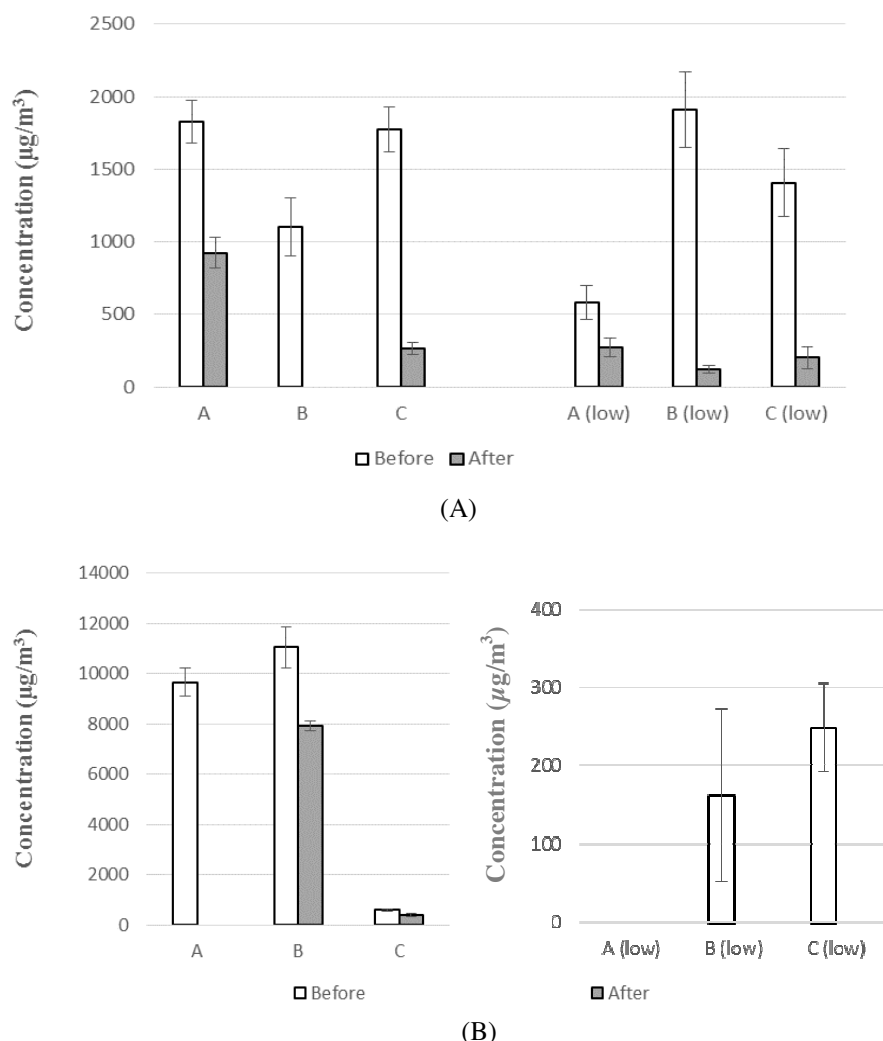 2500
2000
1500
1000
500
0
Concentration (µg/m³)
A B C A (low) B (low) C (low)
Before After
(A)
14000
12000
10000
8000
6000
4000
2000
0
Concentration (µg/m³)
A B C
400
300
200
100
0
Concentration (µg/m³)
A (low) B (low) C (low)
Before After
(B)